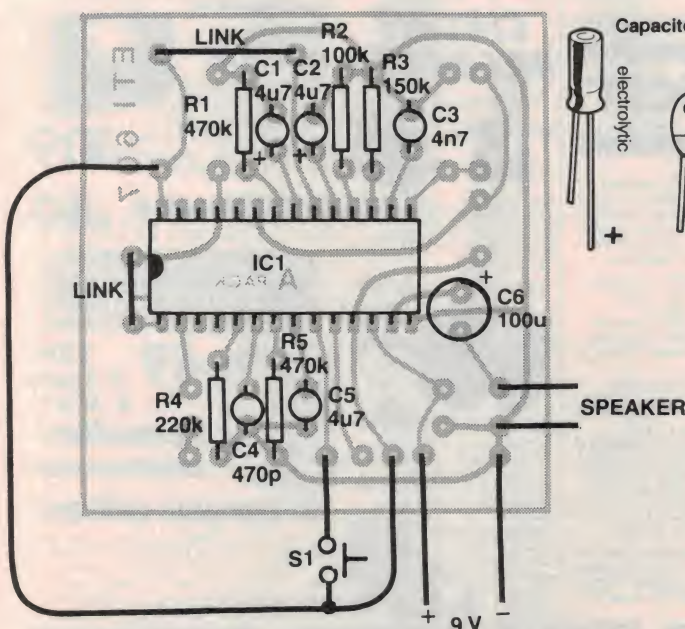 LINK
R2
100k
R3
150k
C1
4u7
C2
4u7
R1
470k
C3
4n7
+
+
IC1
LINK
+
C6
100u
R5
470k
R4
220k
C5
4u7
C4
470p
SPEAKER
S1
+
9 V
−
electrolytic
+